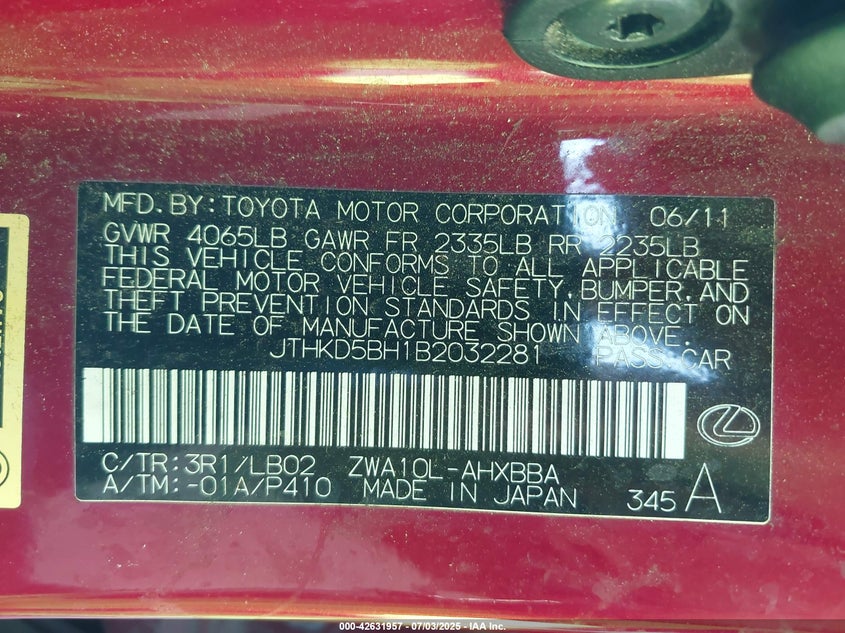 MFD.BY:TOYOTA MOTOR CORPORATION 06/11
GVWR 4065LB GAWR FR 2335LB RR 2235LB
THIS VEHICLE CONFORMS TO ALL APPLICABLE
FEDERAL MOTOR VEHICLE SAFETY,BUMPER,AND
THEFT PREVENTION STANDARDS IN EFFECT ON
THE DATE OF MANUFACTURE SHOWN ABOVE.
JTHKD5BH1B2032281 PASS.CAR
C/TR:3R1/LB02 ZWA10L-AHXBBA
A/TM:-01A/P410 MADE IN JAPAN 345 A
000-42631957 - 07/03/2025 - IAA Inc.